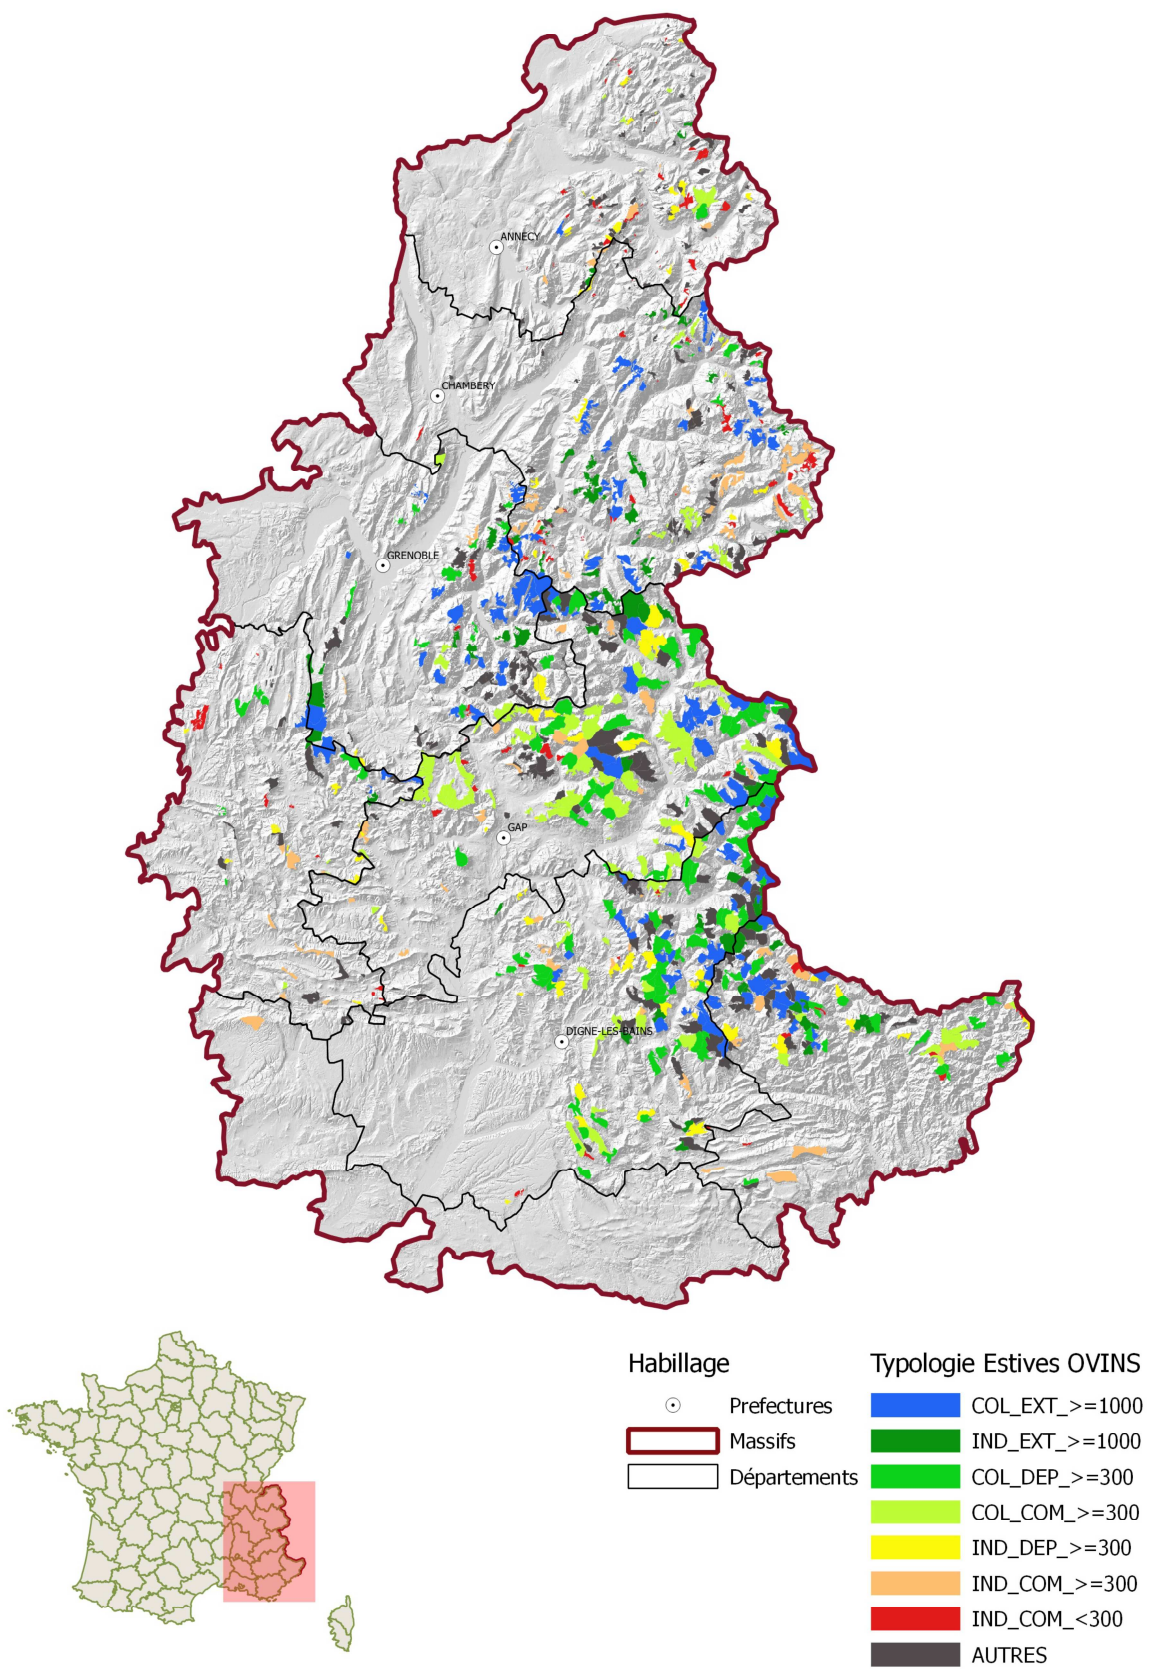 ANNECY
CHAMBERY
GRENOBLE
GAP
DIGNE-LES-BAINS
Habillage
Prefectures
Massifs
Départements
Typologie Estives OVINS
COL_EXT_>=1000
IND_EXT_>=1000
COL_DEP_>=300
COL_COM_>=300
IND_DEP_>=300
IND_COM_>=300
IND_COM_<300
AUTRES